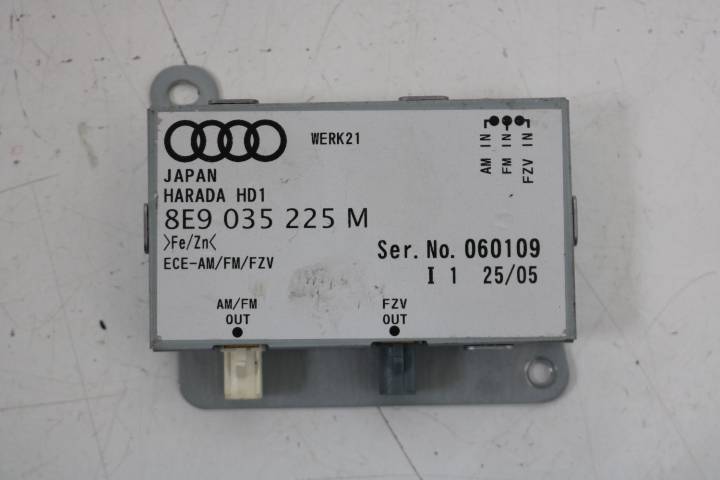 WERK21
AM IN
FM IN
FZV IN
JAPAN
HARADA HD1
8E9 035 225 M
>Fe/Zn<
ECE-AM/FM/FZV
Ser. No. 060109
I 1 25/05
AM/FM
OUT
FZV
OUT